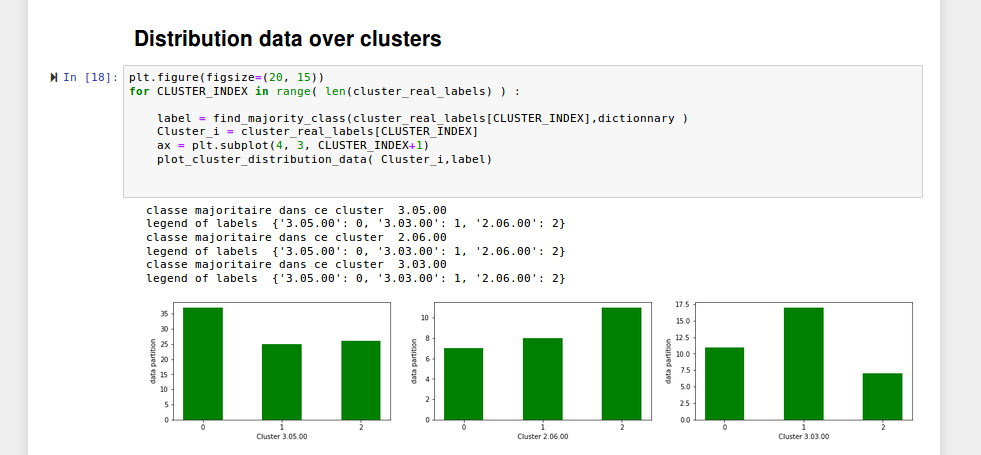 Distribution data over clusters
In [18]:
plt.figure(figsize=(20, 15))
for CLUSTER_INDEX in range( len(cluster_real_labels) ) :
label = find_majority_class(cluster_real_labels[CLUSTER_INDEX],dictionnary )
Cluster_i = cluster_real_labels[CLUSTER_INDEX]
ax = plt.subplot(4, 3, CLUSTER_INDEX+1)
plot_cluster_distribution_data( Cluster_i,label)
classe majoritaire dans ce cluster  3.05.00
legend of labels  {'3.05.00': 0, '3.03.00': 1, '2.06.00': 2}
classe majoritaire dans ce cluster  2.06.00
legend of labels  {'3.05.00': 0, '3.03.00': 1, '2.06.00': 2}
classe majoritaire dans ce cluster  3.03.00
legend of labels  {'3.05.00': 0, '3.03.00': 1, '2.06.00': 2}
data partition
35
30
25
20
15
10
5
0
0 1 2
Cluster 3.05.00
data partition
10
8
6
4
2
0
0 1 2
Cluster 2.06.00
data partition
17.5
15.0
12.5
10.0
7.5
5.0
2.5
0.0
0 1 2
Cluster 3.03.00